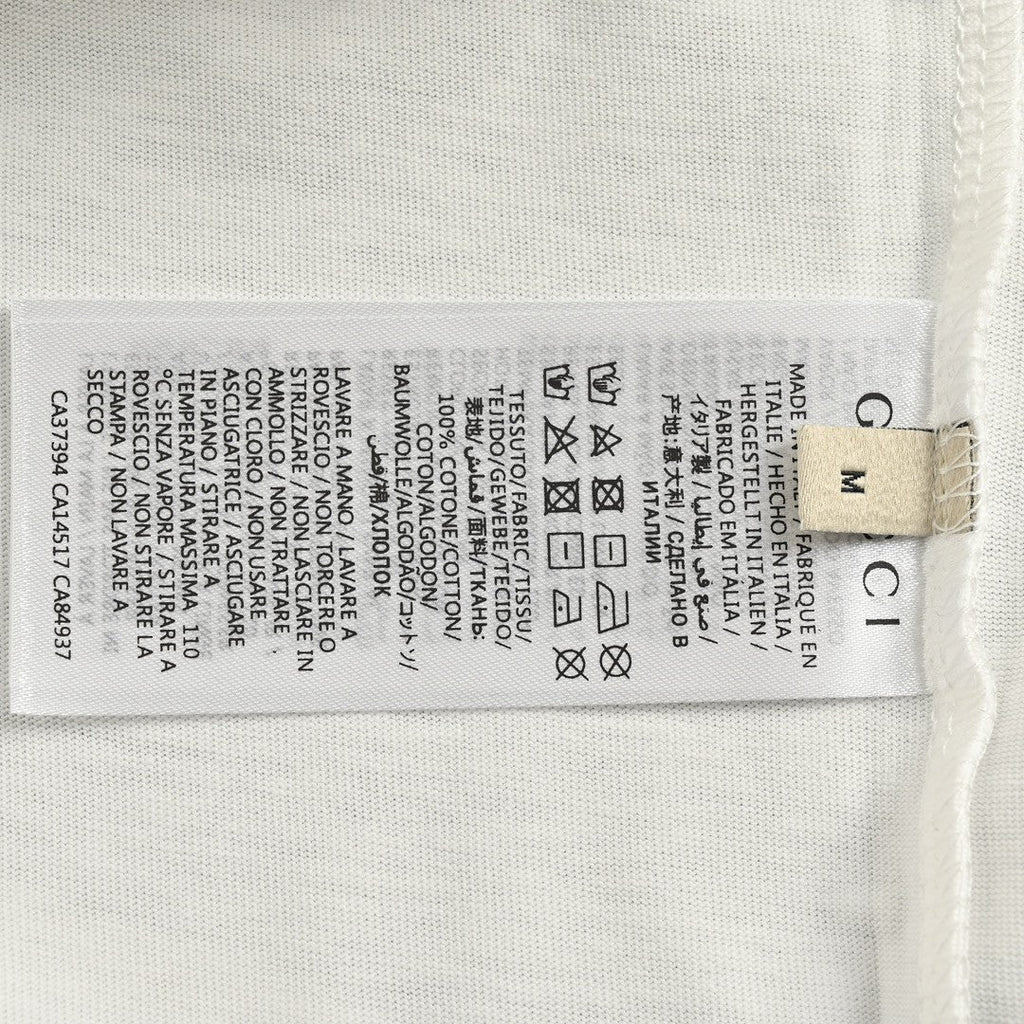 G CCI
M
MADE IN ITALY / FABRIQUÉ EN
ITALIE / HECHO EN ITALIA /
HERGESTELLT IN ITALIEN /
FABRICADO EM ITÁLIA /
イタリア製 / صنع في إيطاليا /
产地:意大利 / СДЕЛАНО В
ИТАЛИИ
TESSUTO/FABRIC/TISSU/
TEJIDO/GEWEBE/TECIDO/
表地/قماش/面料/ТКАНЬ:
100% COTONE/COTTON/
COTON/ALGODON/
BAUMWOLLE/ALGODÃO/コットン/
قطن/棉/ХЛОПОК
LAVARE A MANO / LAVARE A
ROVESCIO / NON TORCERE O
STRIZZARE / NON LASCIARE IN
AMMOLLO / NON TRATTARE
CON CLORO / NON USARE
ASCIUGATRICE / ASCIUGARE
IN PIANO / STIRARE A
TEMPERATURA MASSIMA 110
°C SENZA VAPORE / STIRARE A
ROVESCIO / NON STIRARE LA
STAMPA / NON LAVARE A
SECCO
CA37394 CA14517 CA84937